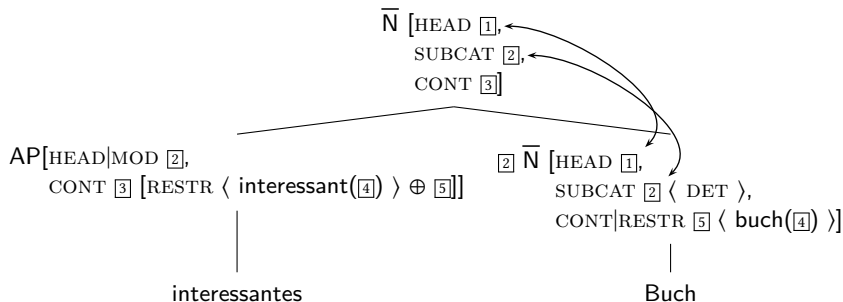 N̅ [HEAD 1,
SUBCAT 2,
CONT 3]
AP[HEAD|MOD 2,
CONT 3 [RESTR ⟨ interessant(4) ⟩ ⊕ 5]]
2 N̅ [HEAD 1,
SUBCAT 2 ⟨ DET ⟩,
CONT|RESTR 5 ⟨ buch(4) ⟩]
interessantes
Buch